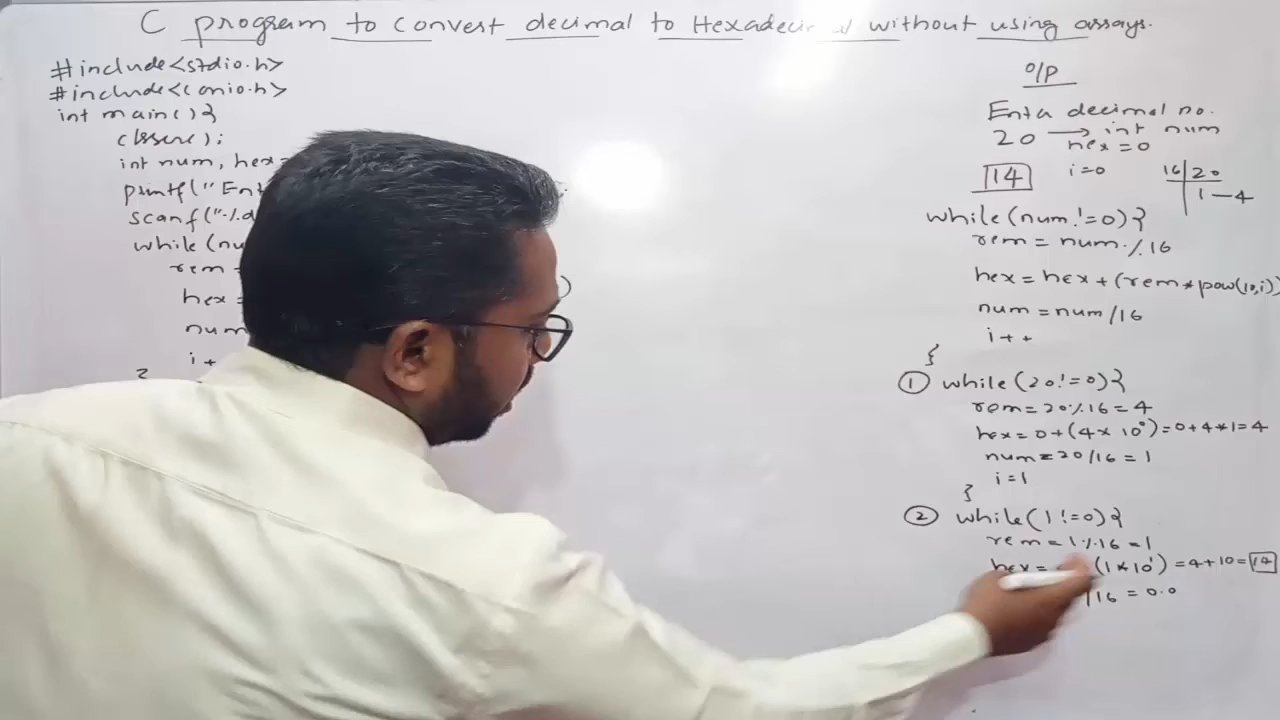 C program to convert decimal to Hexadeci without using arrays.
#include<stdio.h>
#include<conio.h>
int main(){
clrscr();
int num, hex=
printf("Ent
scanf("%d
while(nu
rem =
hex = )
num
i+
}
O/P
Enter decimal no.
20 → int num
hex=0
14 i=0
16 20
1 — 4
while(num!=0){
rem = num%16
hex=hex+(rem*pow(10,i))
num=num/16
i++
}
① while(20!=0){
rem=20%16=4
hex=0+(4×10⁰)=0+4*1=4
num=20/16=1
i=1
}
② while(1!=0){
rem=1%16=1
hex= (1×10¹)=4+10=14
/16=0.0